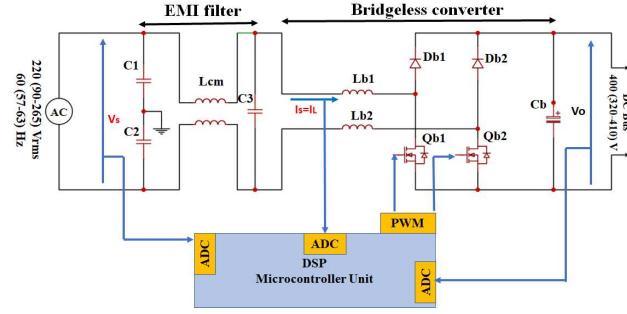 EMI filter
Bridgeless converter
220 (90-265) Vrms
60 (57-63) Hz
AC
Vs
C1
C2
Lcm
C3
Is=IL
Lb1
Lb2
Db1
Db2
Qb1
Qb2
Cb
+
Vo
DC Bus
400 (320-410) V
PWM
ADC
ADC
ADC
DSP
Microcontroller Unit